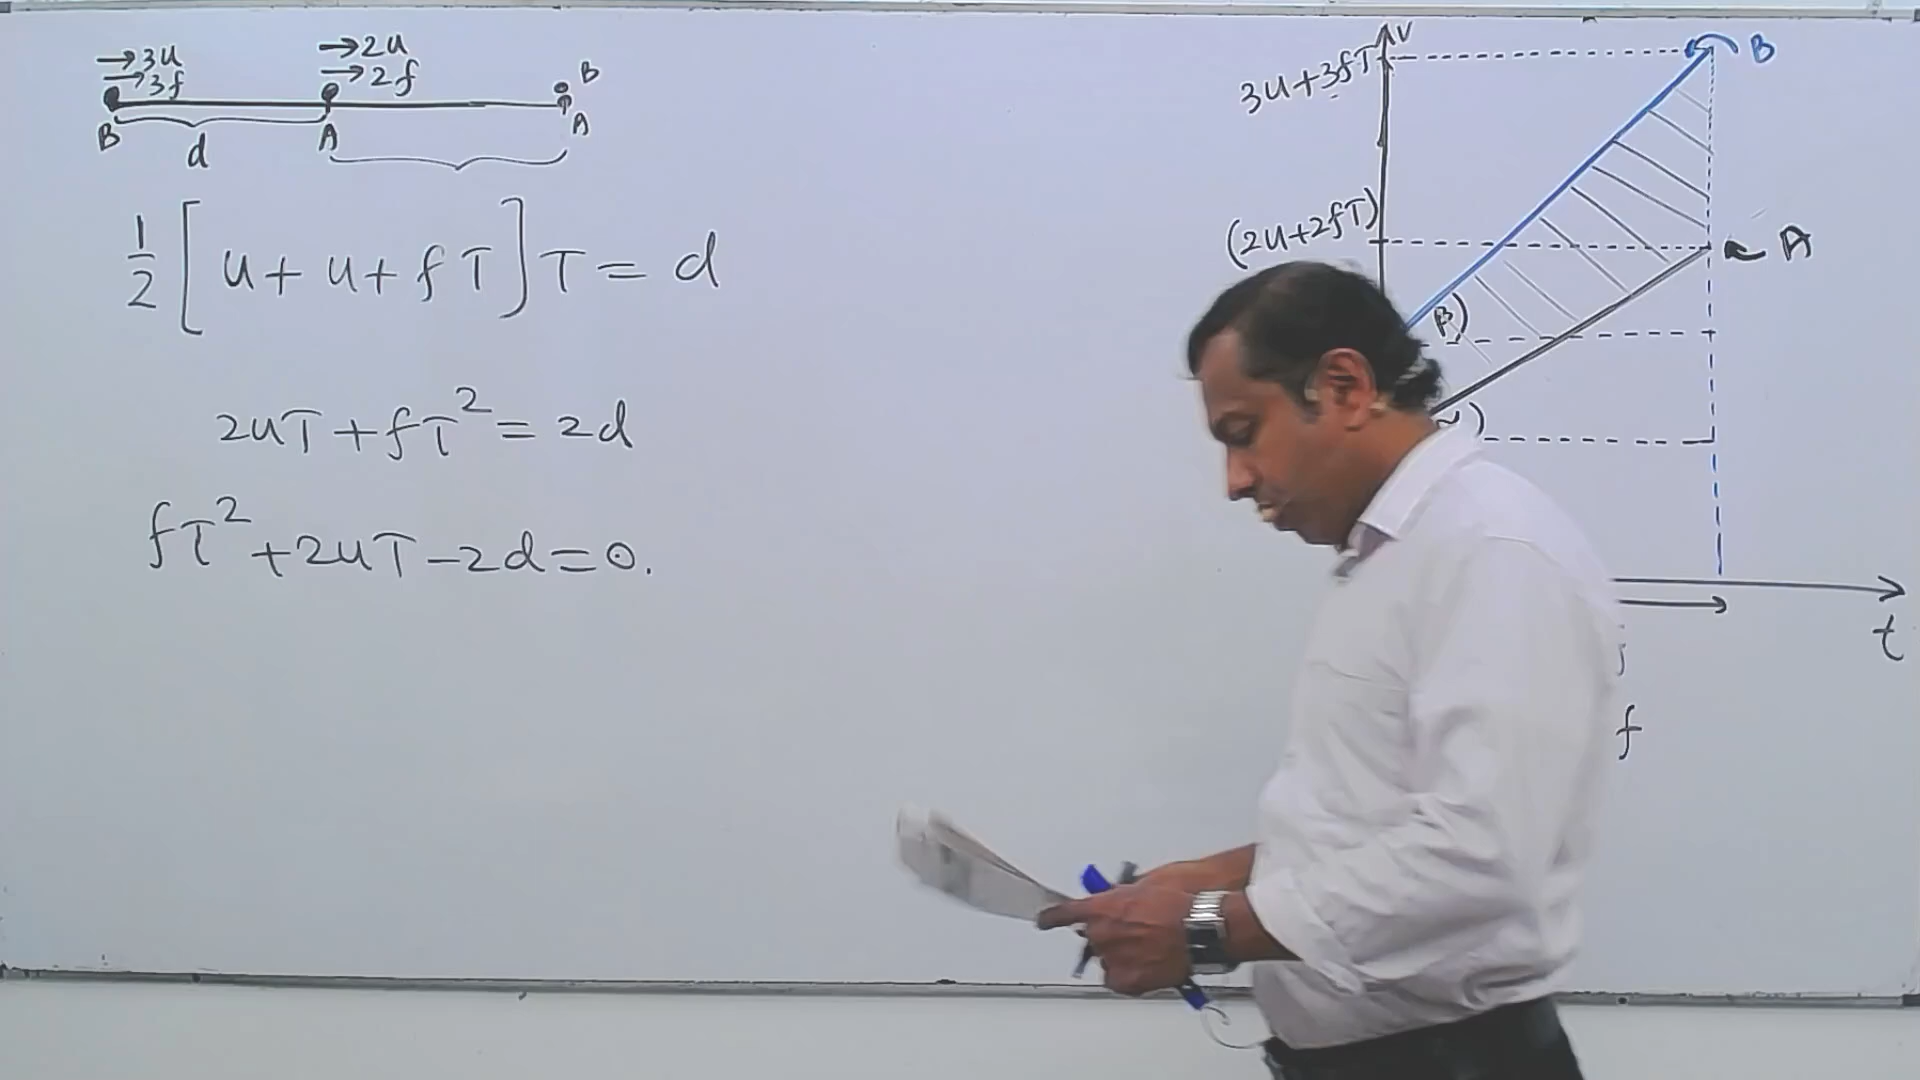 →3u
→3f
→2u
→2f
B
B
A
A
d
1/2 [u + u + fT] T = d
2uT + fT² = 2d
fT² + 2uT - 2d = 0.
V
3u+3fT
B
(2u+2fT)
A
β)
t
f